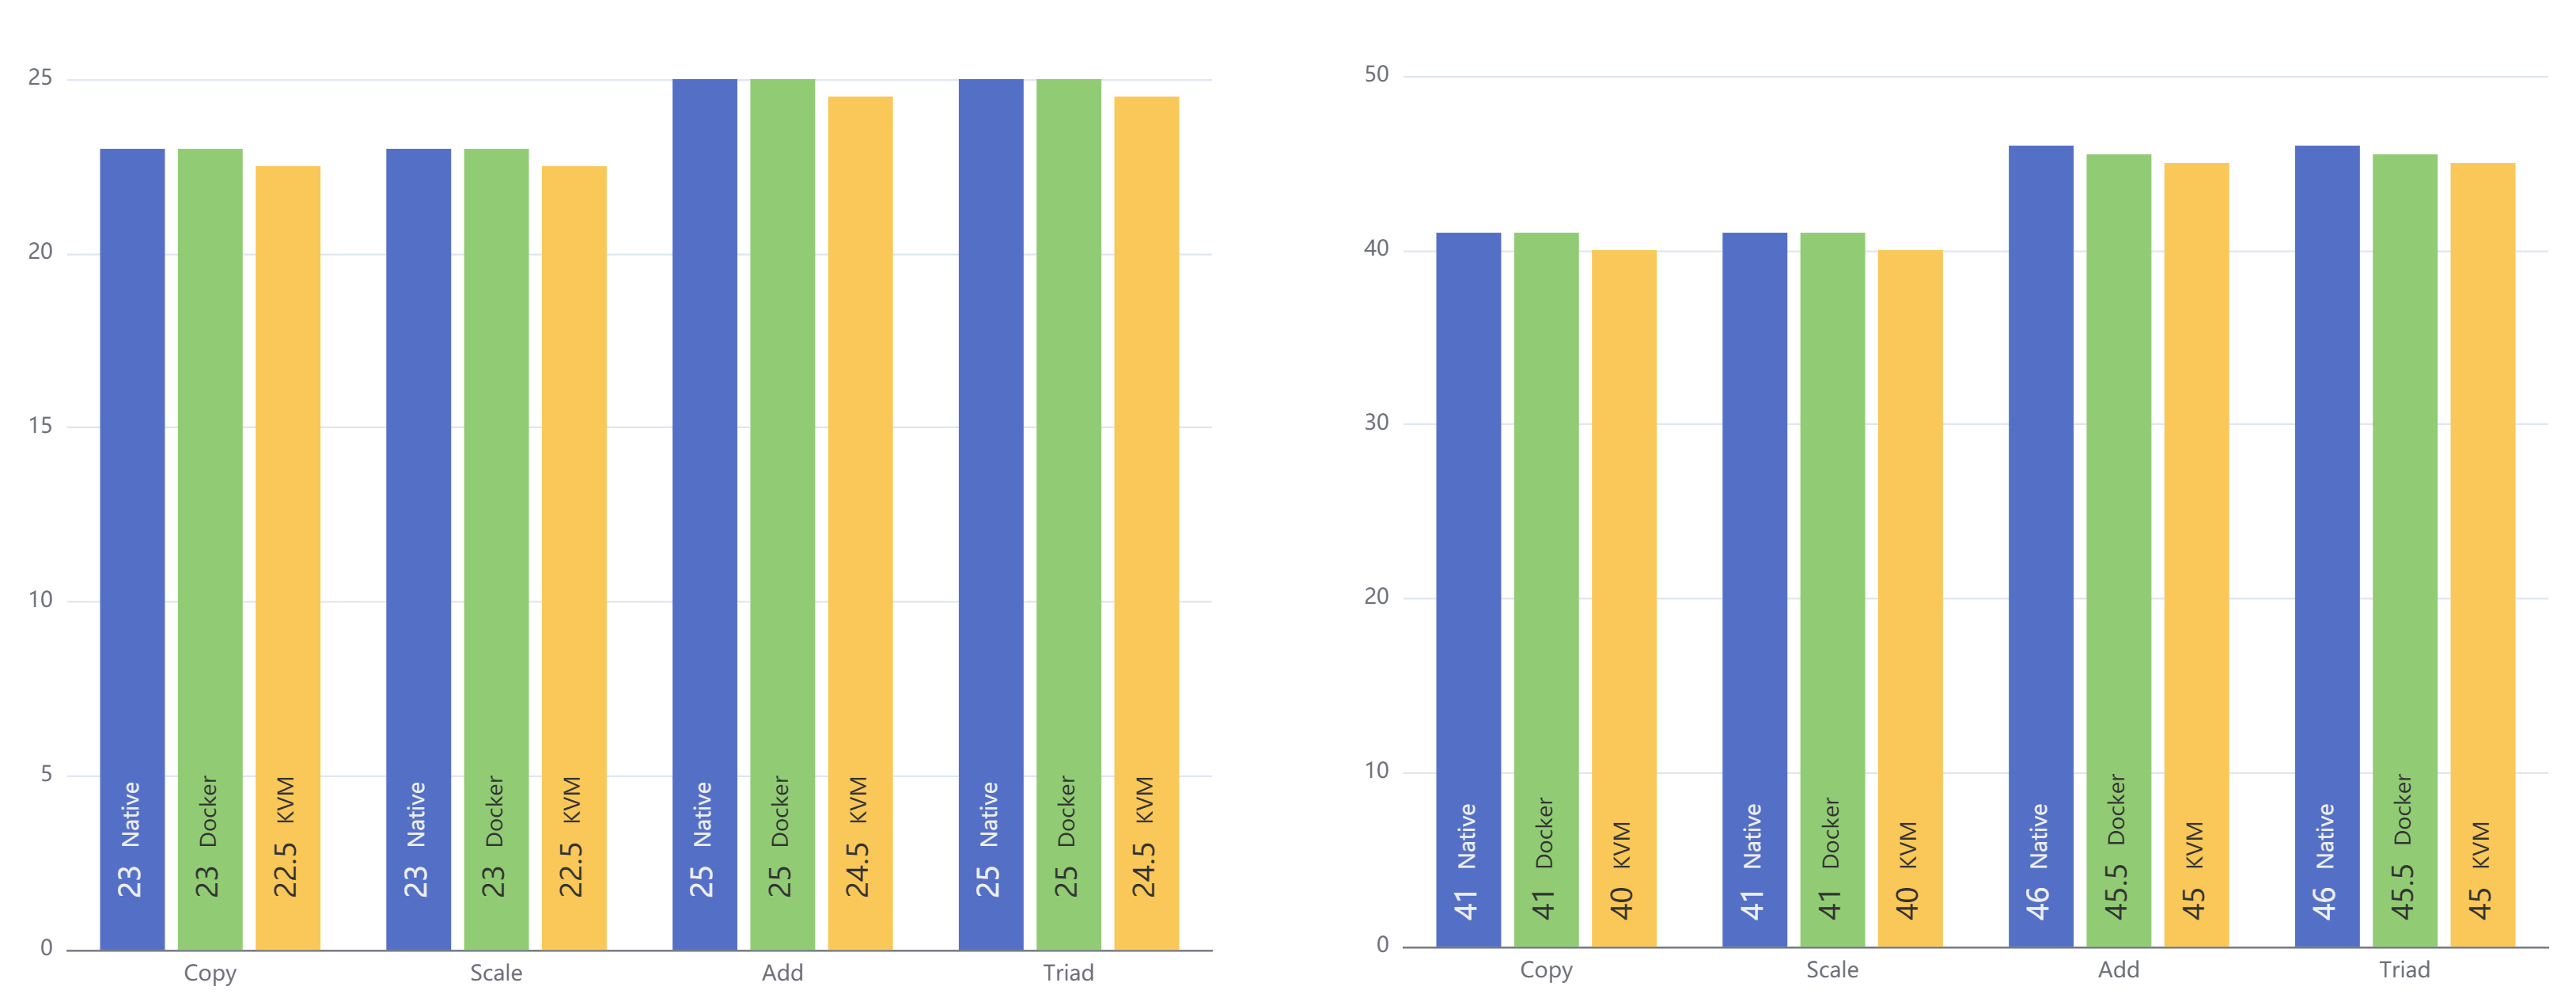 25
20
15
10
5
0
23 Native
23 Docker
22.5 KVM
23 Native
23 Docker
22.5 KVM
25 Native
25 Docker
24.5 KVM
25 Native
25 Docker
24.5 KVM
Copy Scale Add Triad
50
40
30
20
10
0
41 Native
41 Docker
40 KVM
41 Native
41 Docker
40 KVM
46 Native
45.5 Docker
45 KVM
46 Native
45.5 Docker
45 KVM
Copy Scale Add Triad